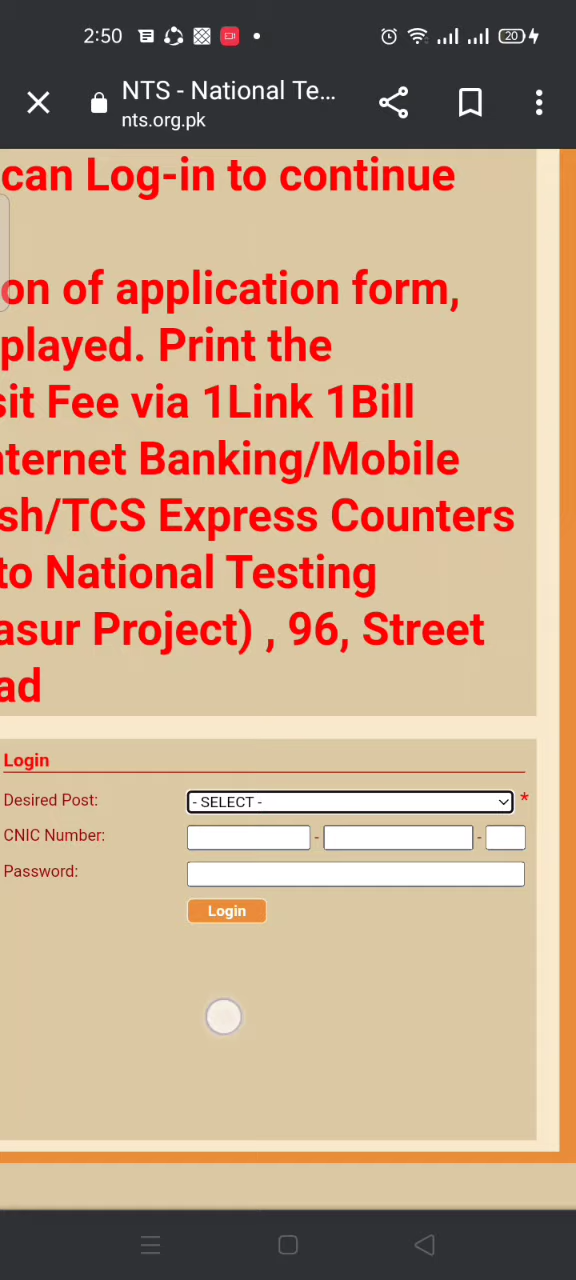 2:50
20
NTS - National Te...
nts.org.pk
can Log-in to continue
on of application form,
played. Print the
sit Fee via 1Link 1Bill
nternet Banking/Mobile
sh/TCS Express Counters
to National Testing
asur Project) , 96, Street
ad
Login
Desired Post: - SELECT - *
CNIC Number: - -
Password:
Login